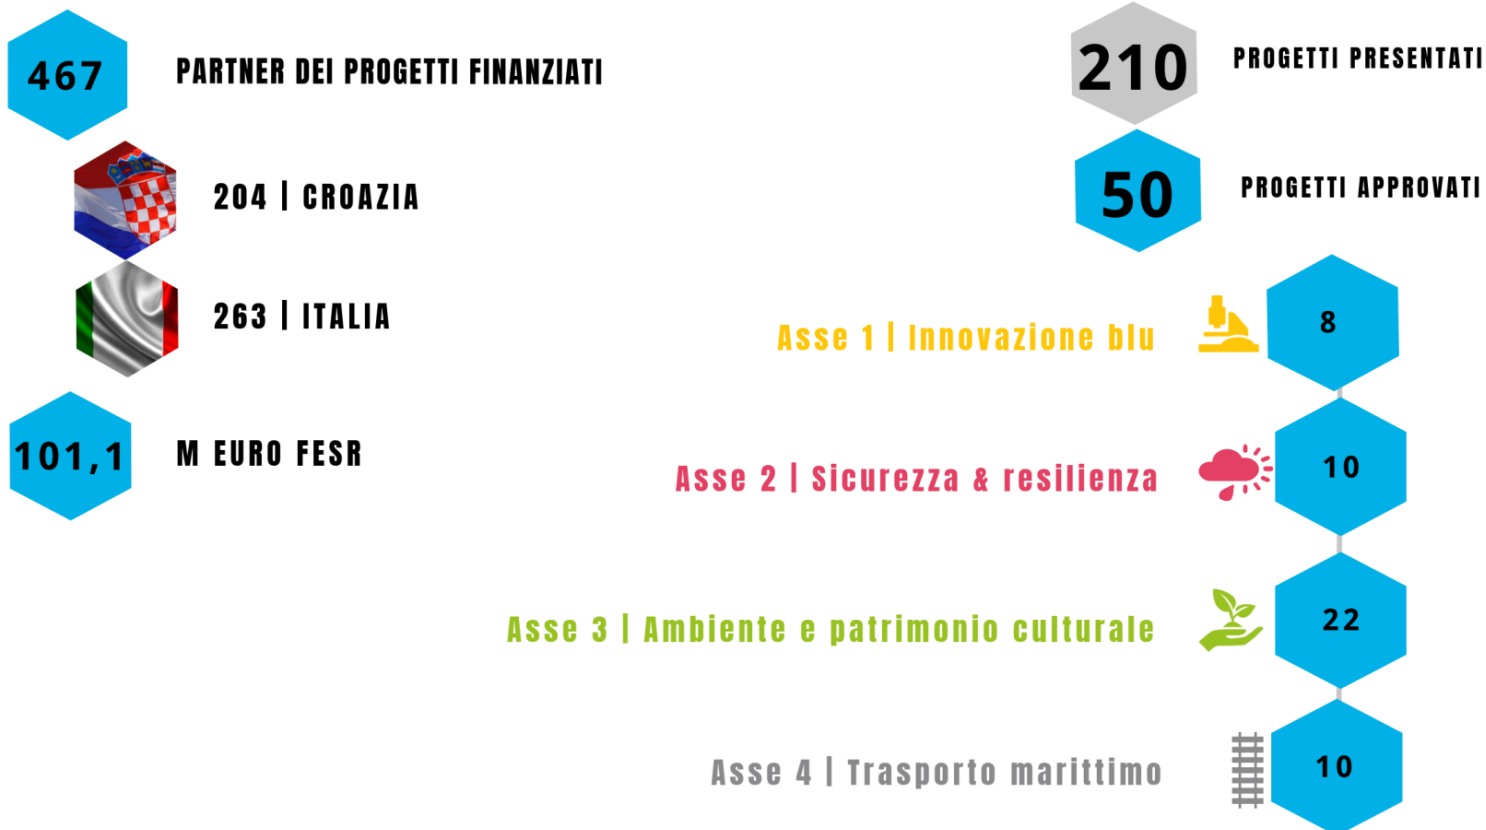 467
PARTNER DEI PROGETTI FINANZIATI
204 | CROAZIA
263 | ITALIA
101,1
M EURO FESR
210
PROGETTI PRESENTATI
50
PROGETTI APPROVATI
Asse 1 | Innovazione blu
8
Asse 2 | Sicurezza & resilienza
10
Asse 3 | Ambiente e patrimonio culturale
22
Asse 4 | Trasporto marittimo
10